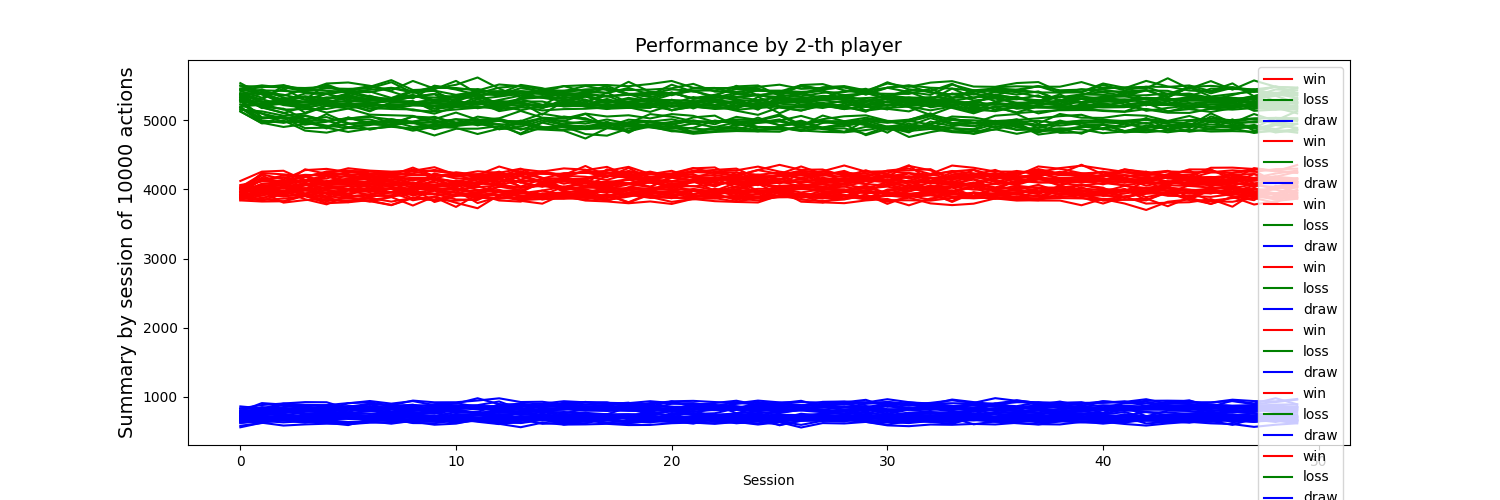 Performance by 2-th player
Summary by session of 10000 actions
5000
4000
3000
2000
1000
0
10
20
30
40
50
Session
win
loss
draw
win
loss
draw
win
loss
draw
win
loss
draw
win
loss
draw
win
loss
draw
win
loss
draw